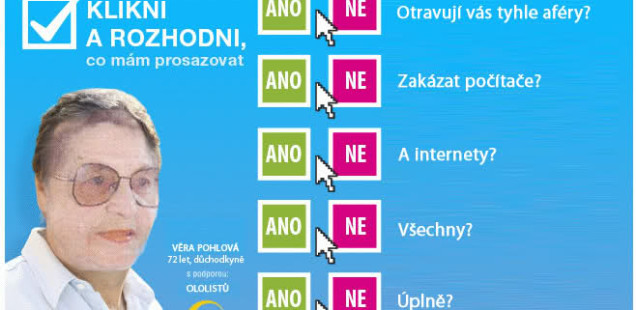 KLIKNI
A ROZHODNI,
co mám prosazovat
ANO NE Otravují vás tyhle aféry?
ANO NE Zakázat počítače?
ANO NE A internety?
ANO NE Všechny?
ANO NE Úplně?
VĚRA POHLOVÁ
72 let, důchodkyně
s podporou:
OLOLISTŮ